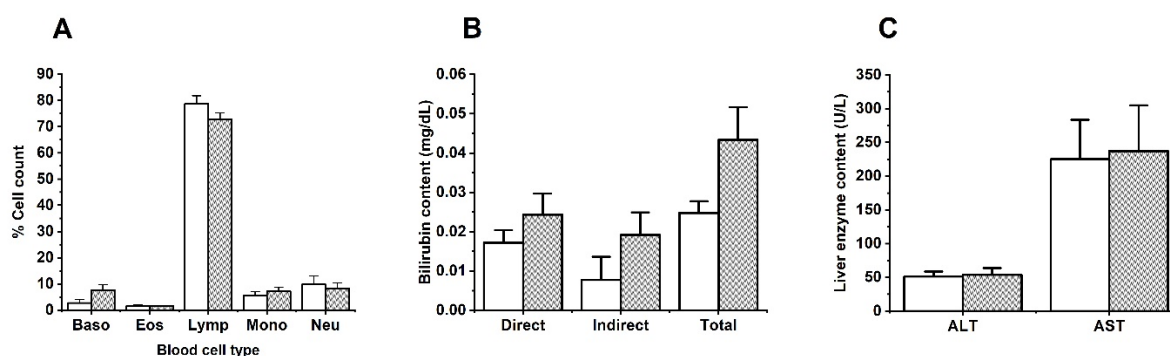 A
% Cell count
90
80
70
60
50
40
30
20
10
0
Baso Eos Lymp Mono Neu
Blood cell type
B
Bilirubin content (mg/dL)
0.06
0.05
0.04
0.03
0.02
0.01
0.00
Direct Indirect Total
C
Liver enzyme content (U/L)
350
300
250
200
150
100
50
0
ALT AST